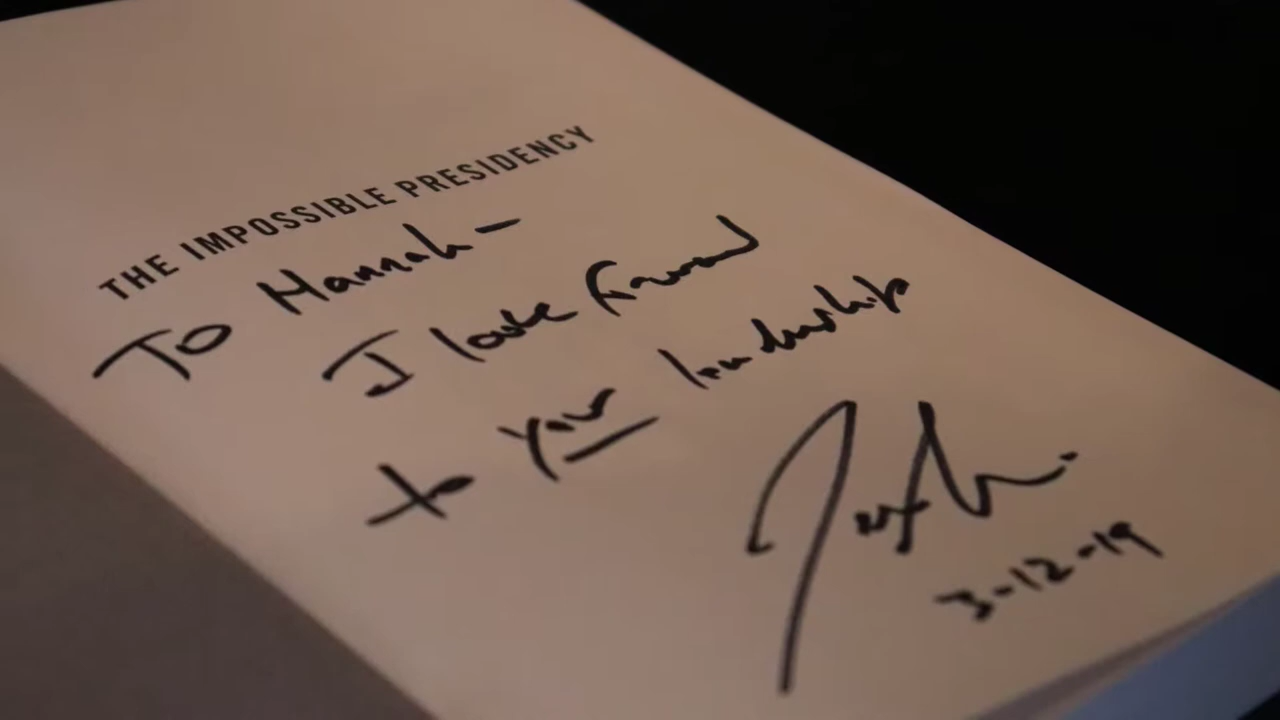 THE IMPOSSIBLE PRESIDENCY
To Hannah -
I look forward
to your leadership
3-12-19